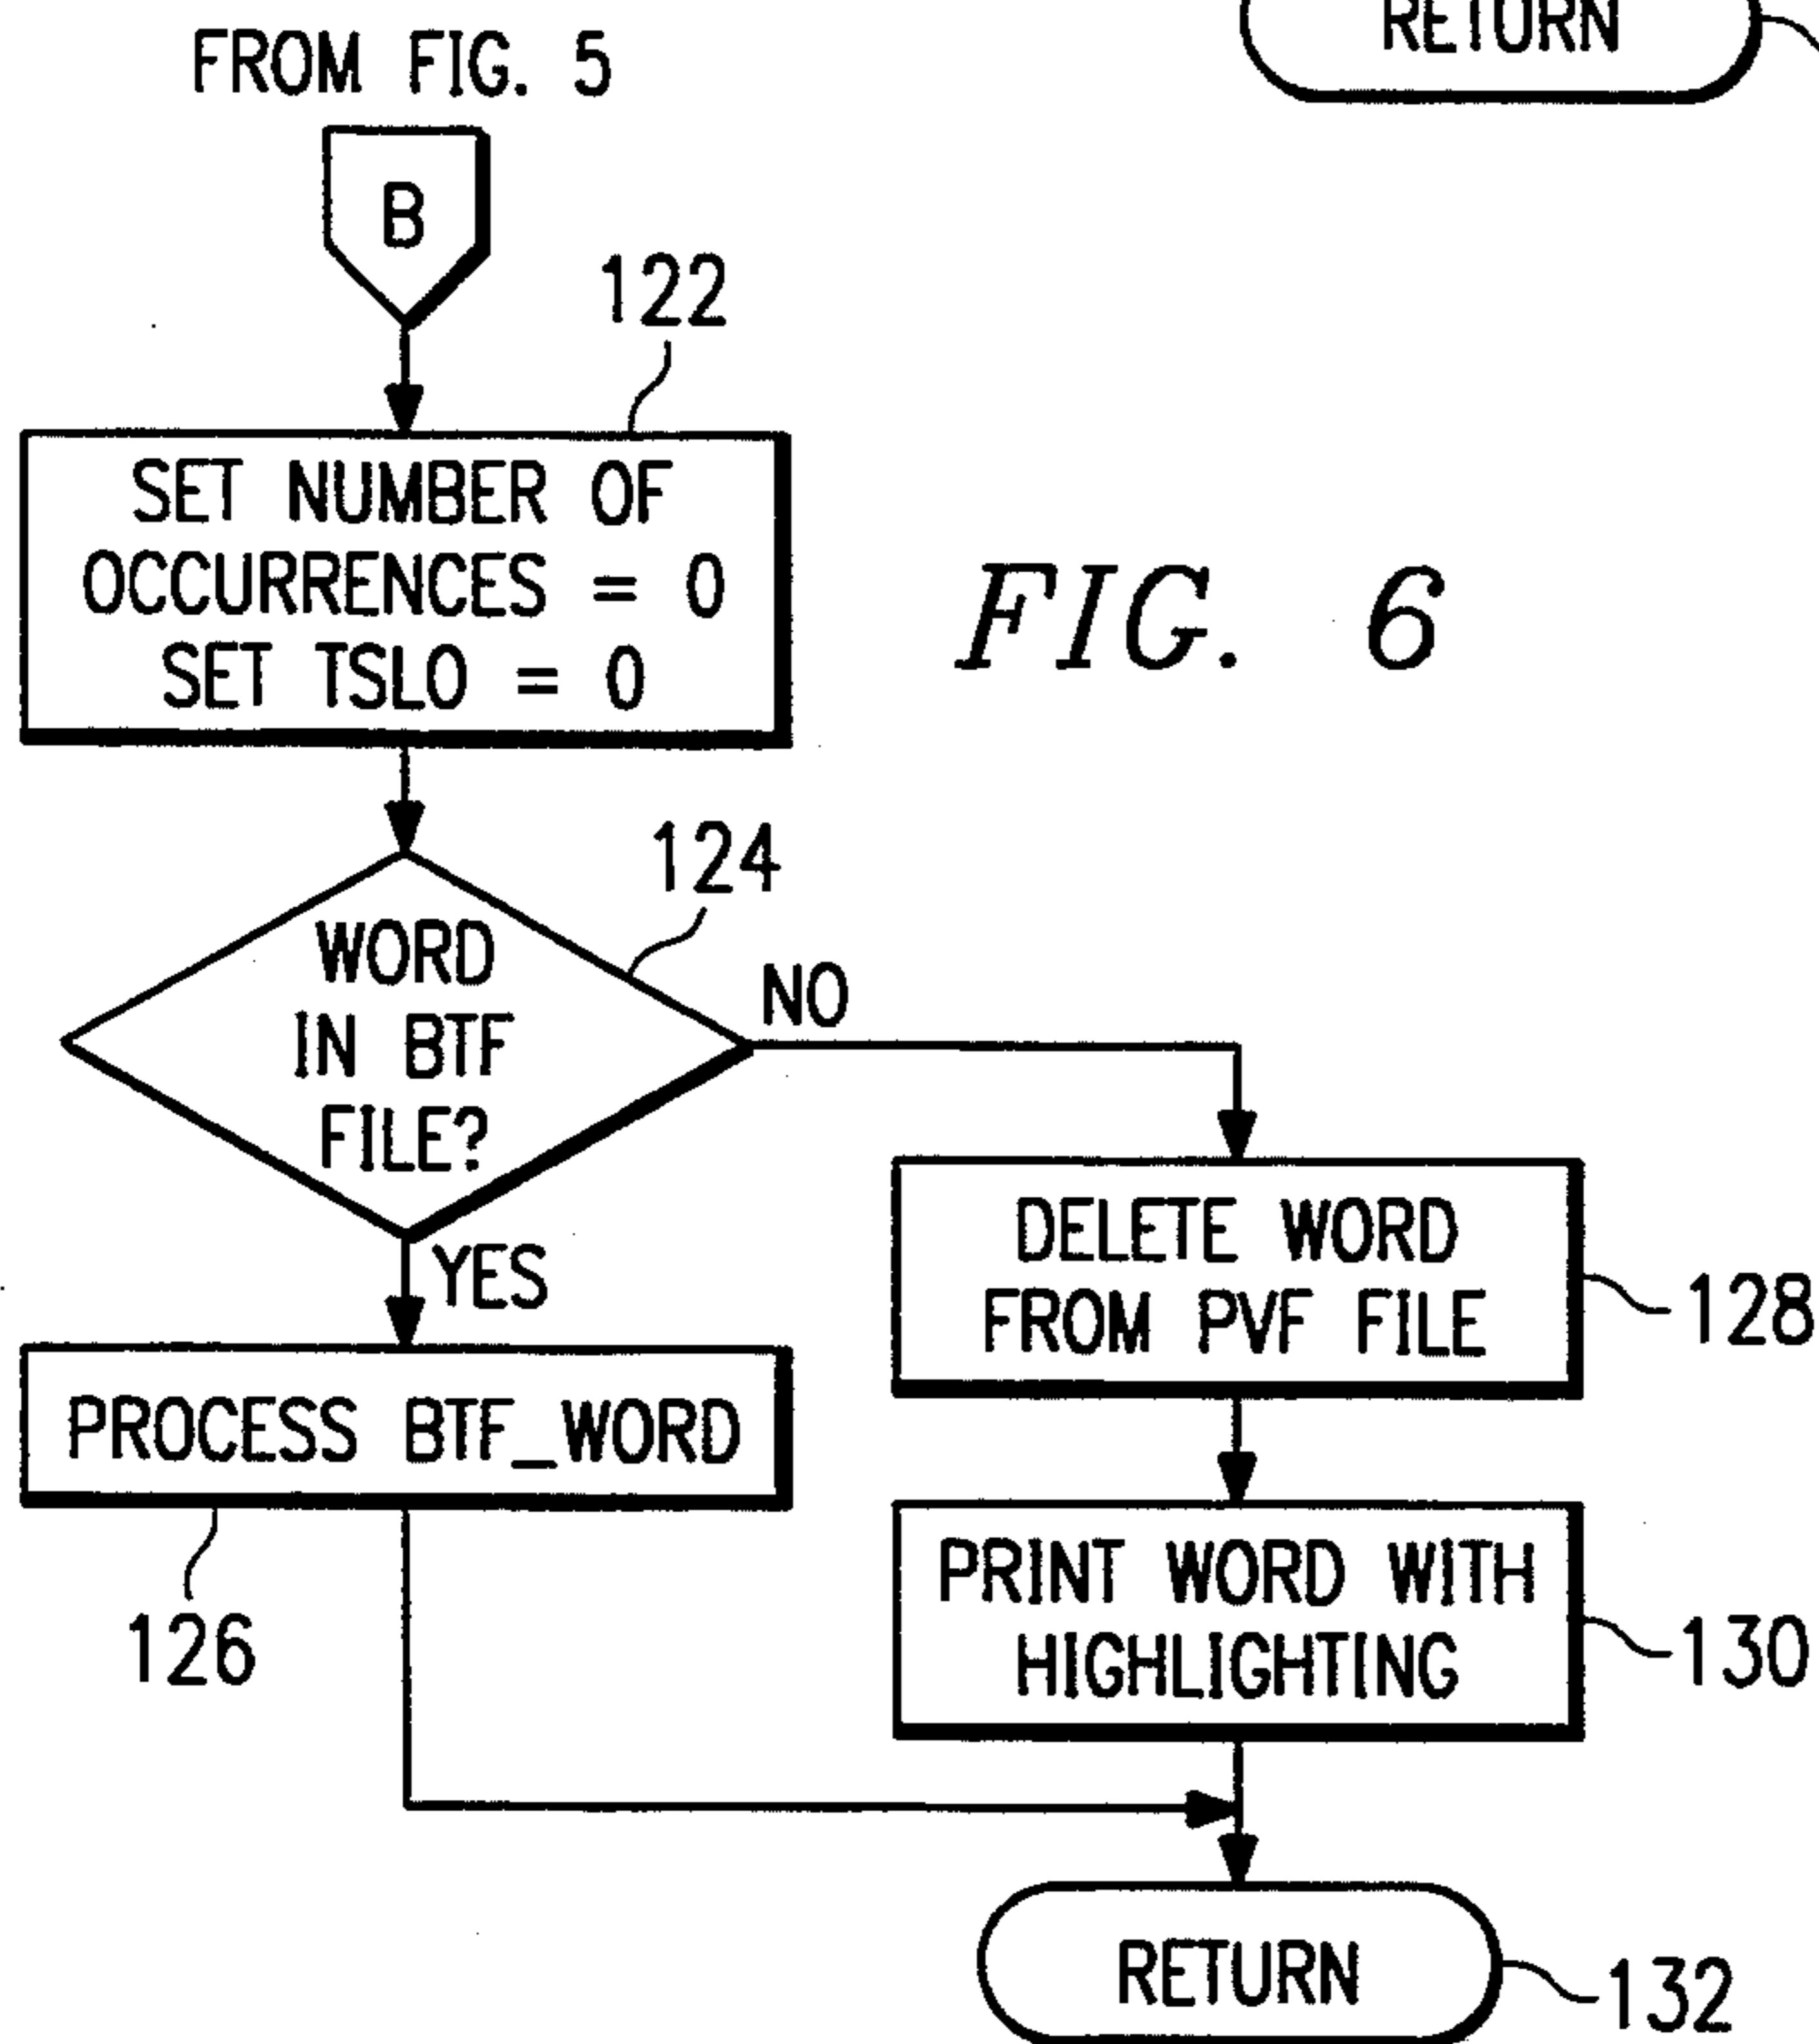 RETURN
FROM FIG. 5
B
122
SET NUMBER OF
OCCURRENCES = 0
SET TSLO = 0
FIG. 6
124
WORD
IN BTF
FILE?
NO
YES
DELETE WORD
FROM PVF FILE
128
PROCESS BTF_WORD
126
PRINT WORD WITH
HIGHLIGHTING
130
RETURN
132